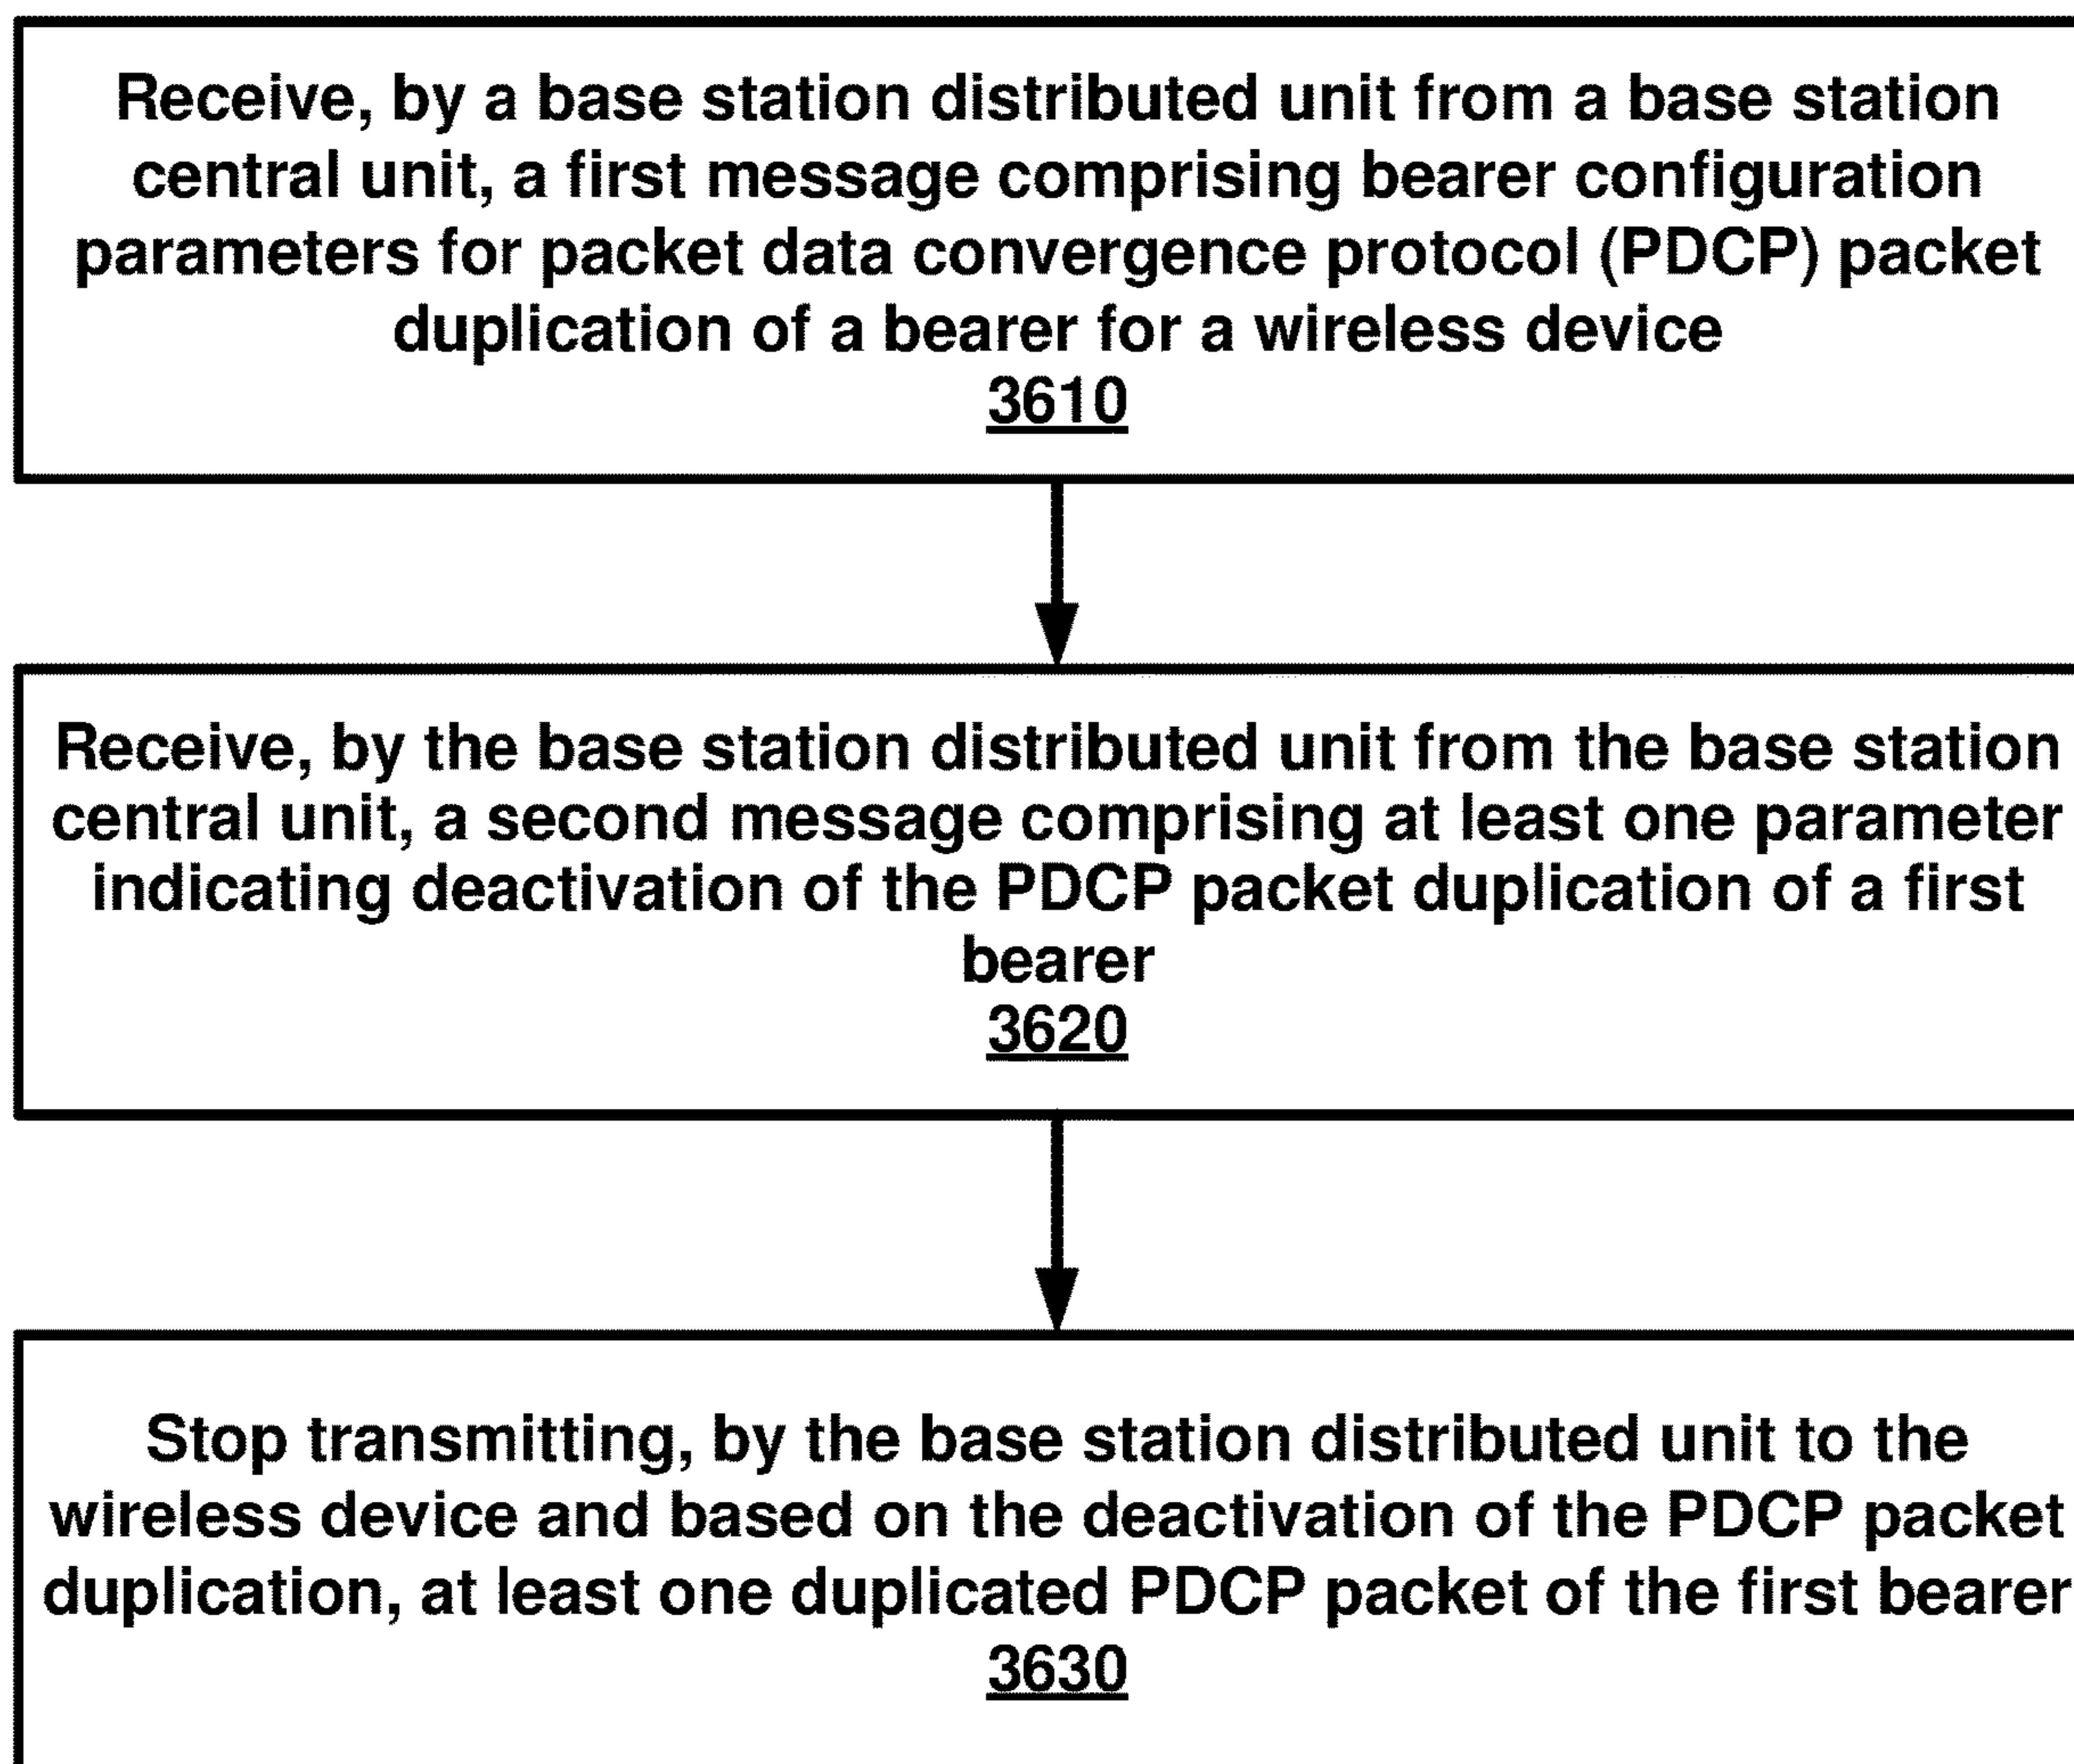 Receive, by a base station distributed unit from a base station
central unit, a first message comprising bearer configuration
parameters for packet data convergence protocol (PDCP) packet
duplication of a bearer for a wireless device
3610
Receive, by the base station distributed unit from the base station
central unit, a second message comprising at least one parameter
indicating deactivation of the PDCP packet duplication of a first
bearer
3620
Stop transmitting, by the base station distributed unit to the
wireless device and based on the deactivation of the PDCP packet
duplication, at least one duplicated PDCP packet of the first bearer
3630